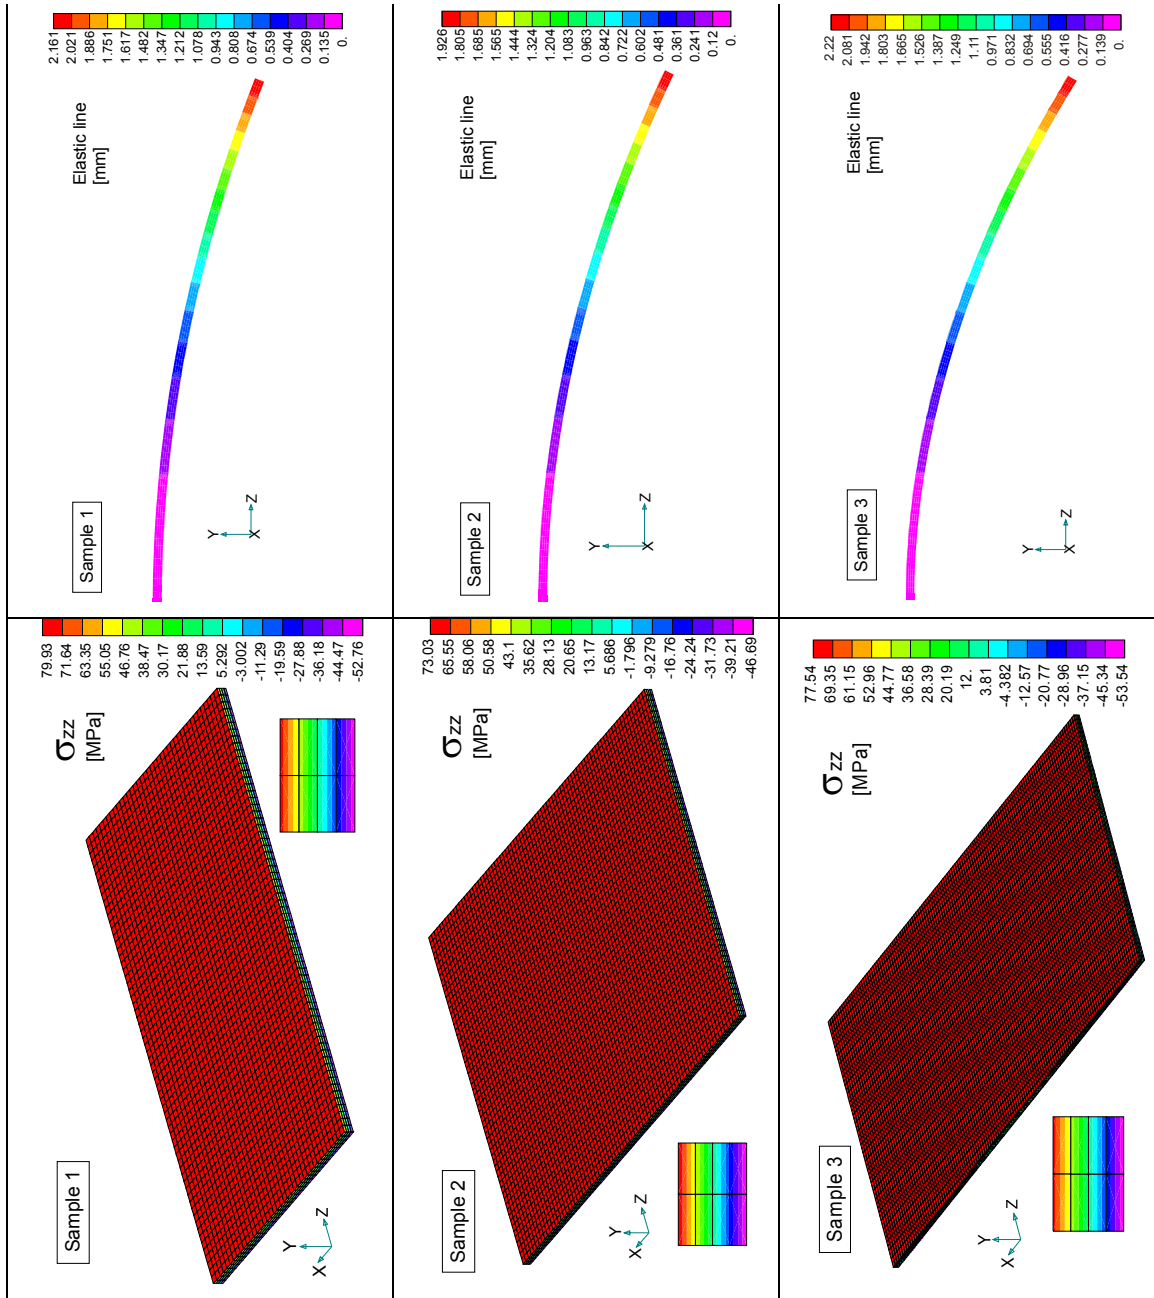 Elastic line
[mm]
2.161
2.021
1.886
1.751
1.617
1.482
1.347
1.212
1.078
0.943
0.808
0.674
0.539
0.404
0.269
0.135
0.
Sample 1
Y
X
Z
Elastic line
[mm]
1.926
1.805
1.685
1.565
1.444
1.324
1.204
1.083
0.963
0.842
0.722
0.602
0.481
0.361
0.241
0.12
0.
Sample 2
Y
X
Z
Elastic line
[mm]
2.22
2.081
1.942
1.803
1.665
1.526
1.387
1.249
1.11
0.971
0.832
0.694
0.555
0.416
0.277
0.139
0.
Sample 3
Y
X
Z
σzz
[MPa]
79.93
71.64
63.35
55.05
46.76
38.47
30.17
21.88
13.59
5.292
-3.002
-11.29
-19.59
-27.88
-36.18
-44.47
-52.76
Sample 1
Y
X
Z
σzz
[MPa]
73.03
65.55
58.06
50.58
43.1
35.62
28.13
20.65
13.17
5.686
-1.796
-9.279
-16.76
-24.24
-31.73
-39.21
-46.69
Sample 2
Y
X
Z
σzz
[MPa]
77.54
69.35
61.15
52.96
44.77
36.58
28.39
20.19
12.
3.81
-4.382
-12.57
-20.77
-28.96
-37.15
-45.34
-53.54
Sample 3
Y
X
Z